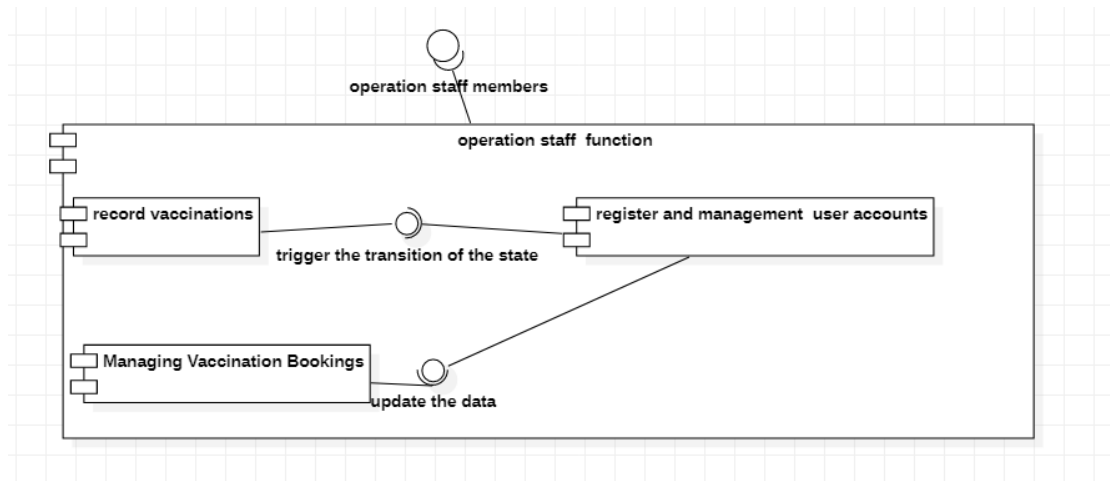 operation staff members
operation staff  function
record vaccinations
register and management  user accounts
trigger the transition of the state
Managing Vaccination Bookings
update the data